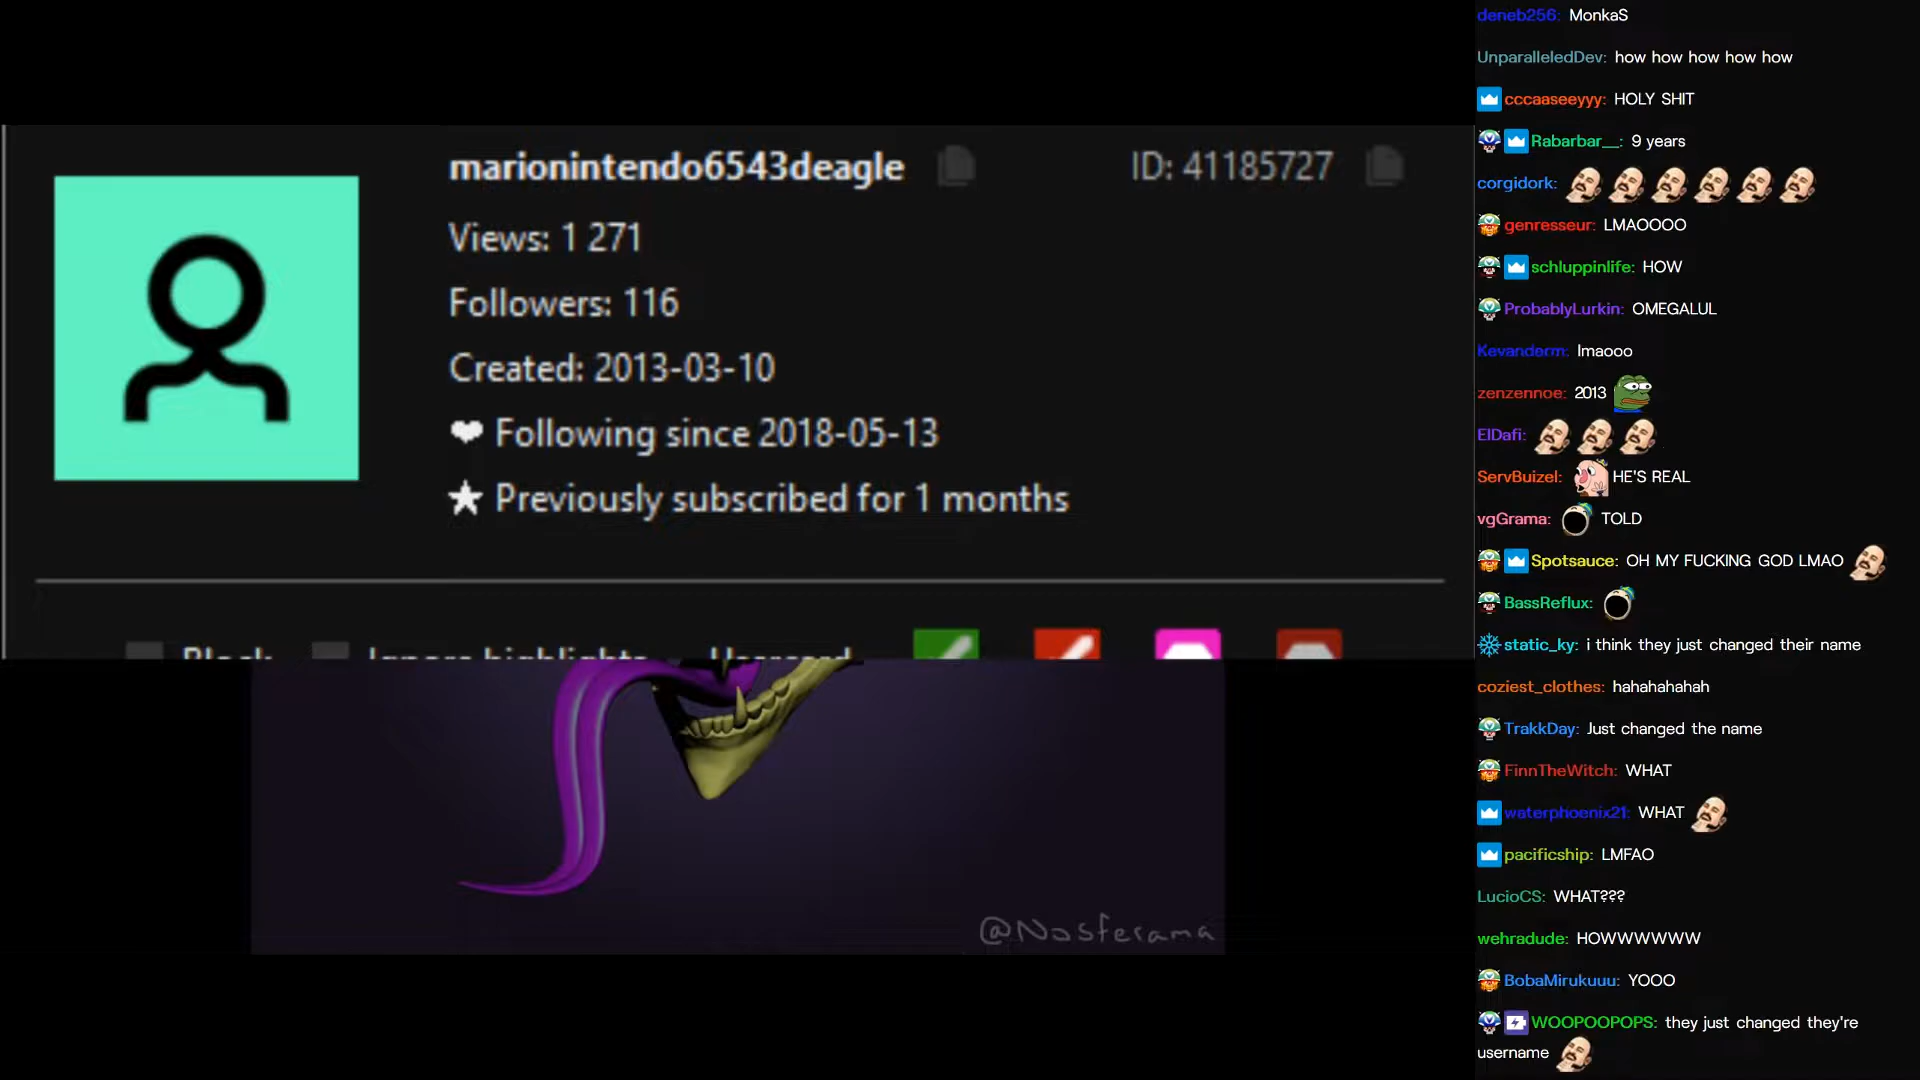 marionintendo6543deagle
ID: 41185727
Views: 1 271
Followers: 116
Created: 2013-03-10
Following since 2018-05-13
Previously subscribed for 1 months
Block
Ignore highlights
Usercard
@Nosferama
deneb256: MonkaS
UnparalleledDev: how how how how how
cccaaseeyyy: HOLY SHIT
Rabarbar__: 9 years
corgidork:
genresseur: LMAOOOO
schluppinlife: HOW
ProbablyLurkin: OMEGALUL
Kevanderm: lmaooo
zenzennoe: 2013
ElDafi:
ServBuizel: HE'S REAL
vgGrama: TOLD
Spotsauce: OH MY FUCKING GOD LMAO
BassReflux:
static_ky: i think they just changed their name
coziest_clothes: hahahahahah
TrakkDay: Just changed the name
FinnTheWitch: WHAT
waterphoenix21: WHAT
pacificship: LMFAO
LucioCS: WHAT???
wehradude: HOWWWWWW
BobaMirukuuu: YOOO
WOOPOOPOPS: they just changed they're
username